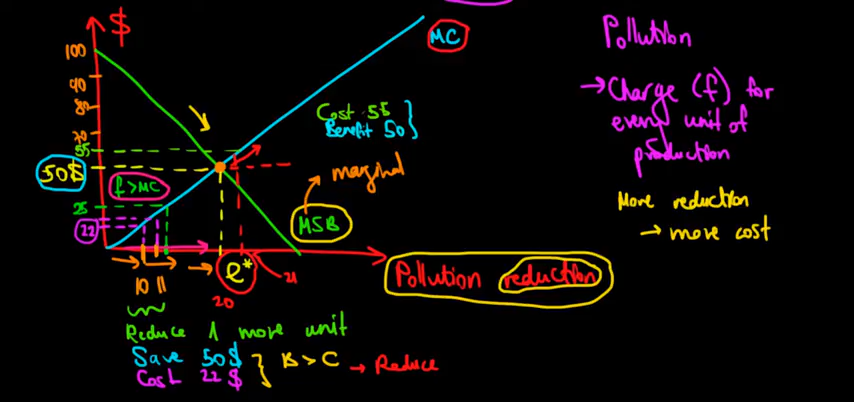 $
MC
100
90
80
70
55
50$
25
22
f > MC
Cost 55
Benefit 50
marginal
MSB
Pollution reduction
e*
10 11
20
21
Reduce 1 more unit
Save 50$
Cost 22$
B > C → Reduce
Pollution
→ Charge (f) for
every unit of
production
More reduction
→ more cost